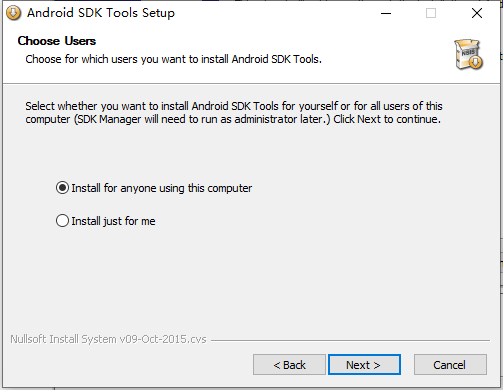 Android SDK Tools Setup
Choose Users
Choose for which users you want to install Android SDK Tools.
Select whether you want to install Android SDK Tools for yourself or for all users of this
computer (SDK Manager will need to run as administrator later.) Click Next to continue.
Install for anyone using this computer
Install just for me
Nullsoft Install System v09-Oct-2015.cvs
< Back
Next >
Cancel